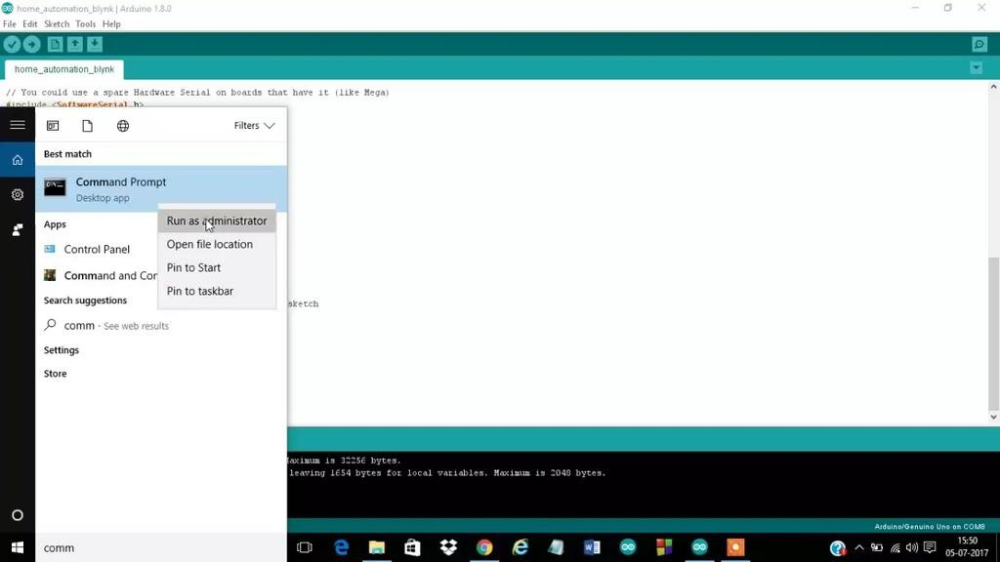 home_automation_blynk | Arduino 1.8.0
File Edit Sketch Tools Help
home_automation_blynk
// You could use a spare Hardware Serial on boards that have it (like Mega)
#include <SoftwareSerial.h>
Filters
Best match
Command Prompt
Desktop app
Apps
Run as administrator
Control Panel
Open file location
Command and Con
Pin to Start
Pin to taskbar
Search suggestions
sketch
comm - See web results
Settings
Store
Maximum is 32256 bytes.
leaving 1654 bytes for local variables. Maximum is 2048 bytes.
Arduino/Genuino Uno on COM8
comm
15:50
05-07-2017